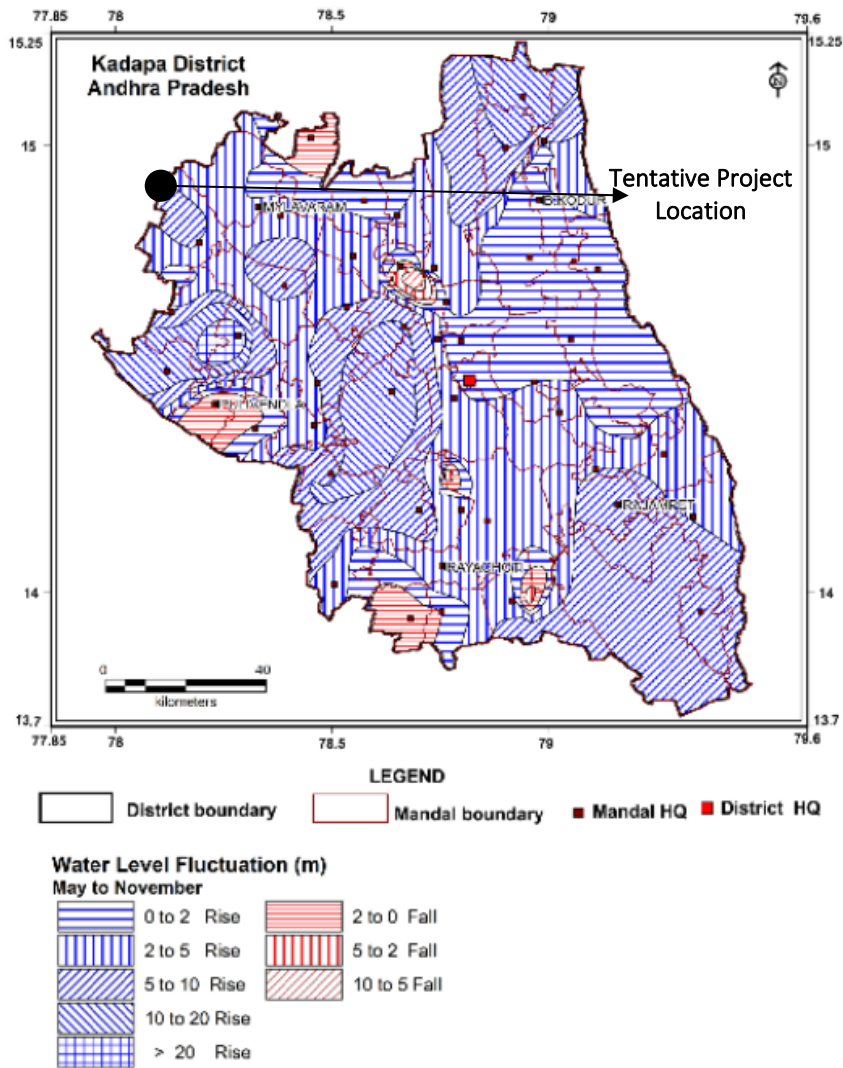 77.85 78 78.5 79 79.6
15.25 15.25
Kadapa District
Andhra Pradesh
N
15 15
Tentative Project
Location
MYLAVARAM
B.KODUR
RAJAMPET
RAYACHOTI
14 14
0 40
kilometers
13.7 13.7
77.85 78 78.5 79 79.6
LEGEND
District boundary Mandal boundary Mandal HQ District HQ
Water Level Fluctuation (m)
May to November
0 to 2 Rise 2 to 0 Fall
2 to 5 Rise 5 to 2 Fall
5 to 10 Rise 10 to 5 Fall
10 to 20 Rise
> 20 Rise